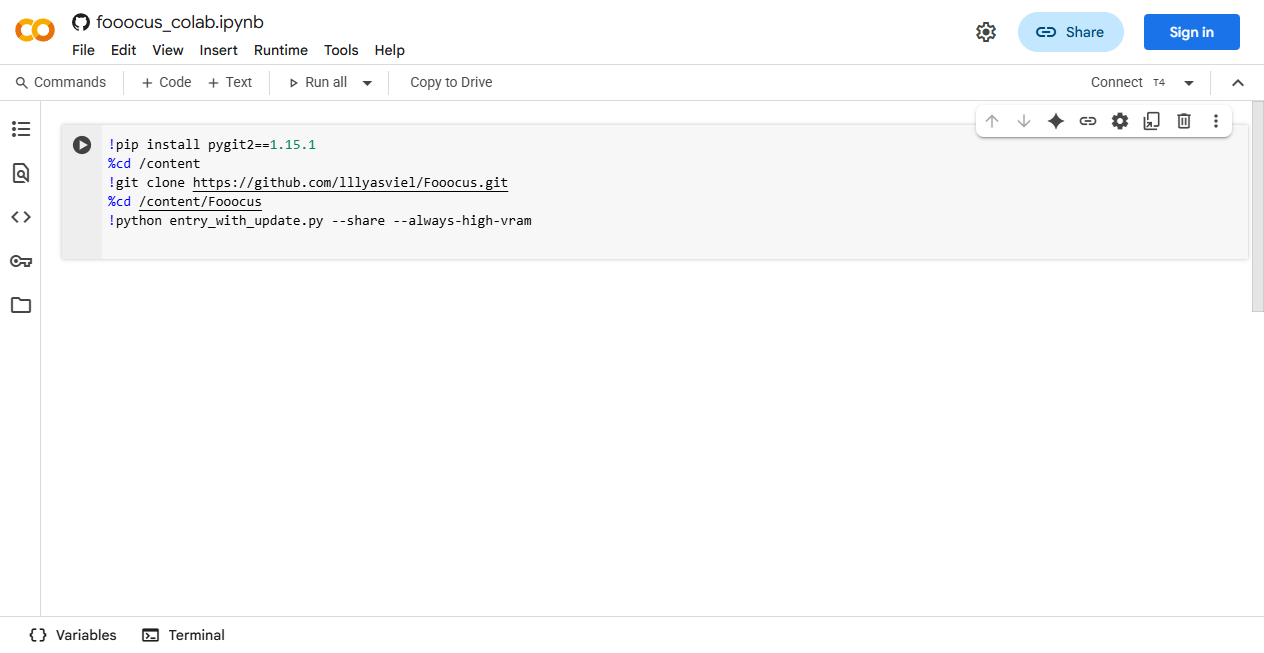 fooocus_colab.ipynb
File Edit View Insert Runtime Tools Help
Share
Sign in
Commands + Code + Text Run all Copy to Drive Connect T4
!pip install pygit2==1.15.1
%cd /content
!git clone https://github.com/lllyasviel/Fooocus.git
%cd /content/Fooocus
!python entry_with_update.py --share --always-high-vram
Variables Terminal